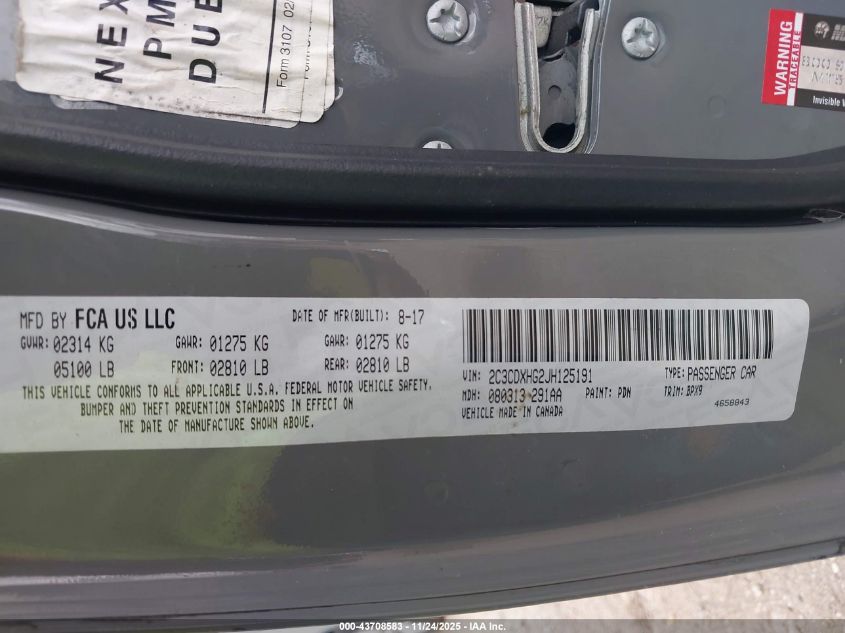 NEX
PM
DUE
Form 3107 02
WARNING
TRACEABLE
Invisible
MFD BY FCA US LLC
DATE OF MFR(BUILT): 8-17
GVWR: 02314 KG GAWR: 01275 KG GAWR: 01275 KG
05100 LB FRONT: 02810 LB REAR: 02810 LB
THIS VEHICLE CONFORMS TO ALL APPLICABLE U.S.A. FEDERAL MOTOR VEHICLE SAFETY.
BUMPER AND THEFT PREVENTION STANDARDS IN EFFECT ON
THE DATE OF MANUFACTURE SHOWN ABOVE.
VIN: 2C3CDXHG2JH125191 TYPE: PASSENGER CAR
MDH: 080313 291AA PAINT: PDN TRIM: BPX9
VEHICLE MADE IN CANADA 4658843
000-43708583 — 11/24/2025 — IAA Inc.